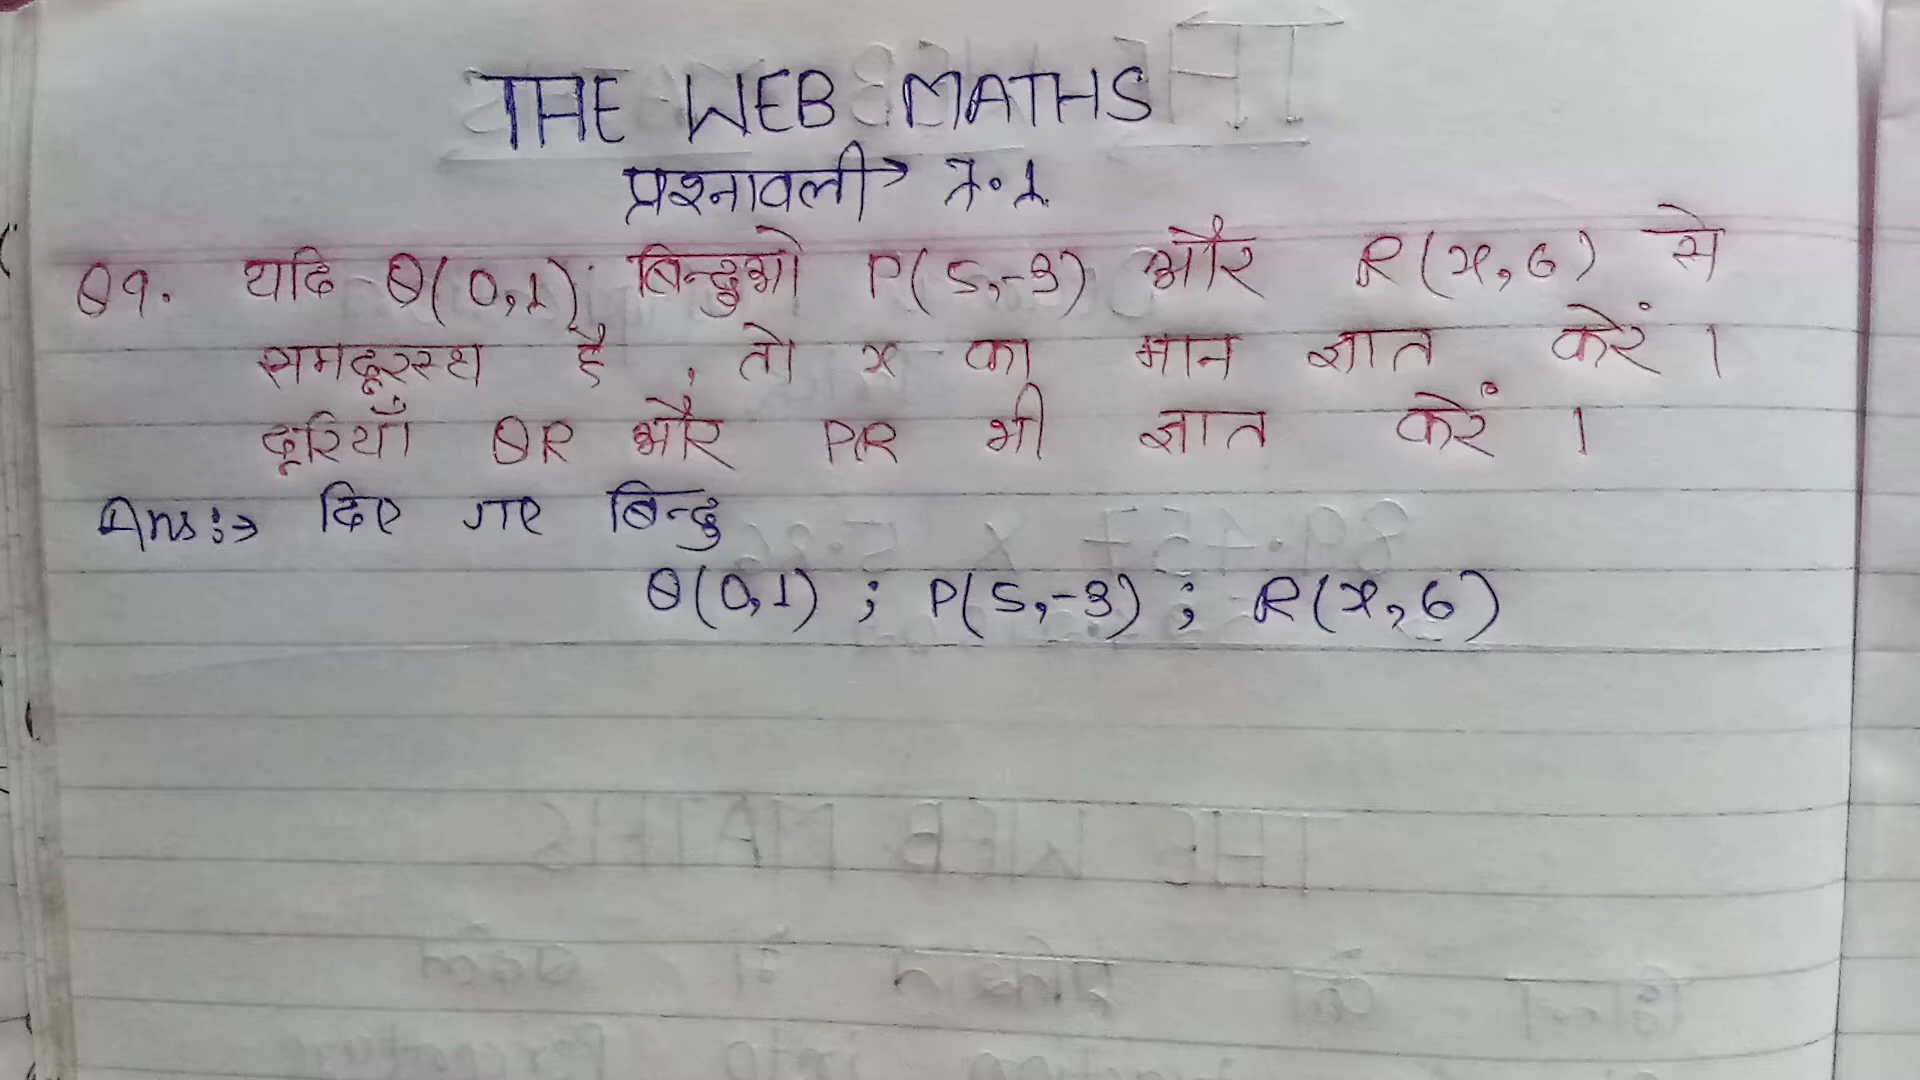 THE WEB MATHS
प्रश्नावली → 7.1
Q9. यदि Q(0,1) बिन्दुओ P(5,-3) और R(x,6) से
समदूरस्थ है, तो x का मान ज्ञात करें।
दूरियाँ QR और PR भी ज्ञात करें।
Ans:→ दिए गए बिन्दु
Q(0,1) ; P(5,-3) ; R(x,6)